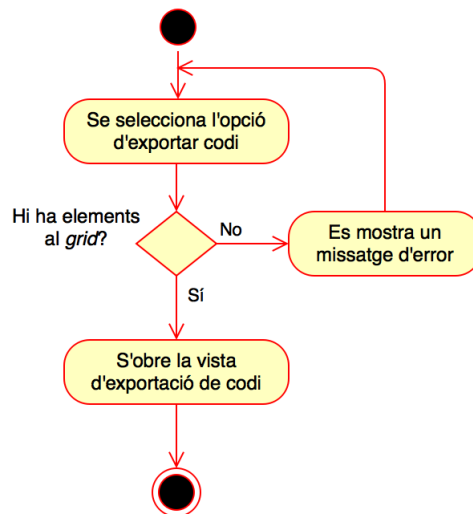 Se selecciona l'opció
d'exportar codi
Hi ha elements
al grid?
No
Es mostra un
missatge d'error
Sí
S'obre la vista
d'exportació de codi